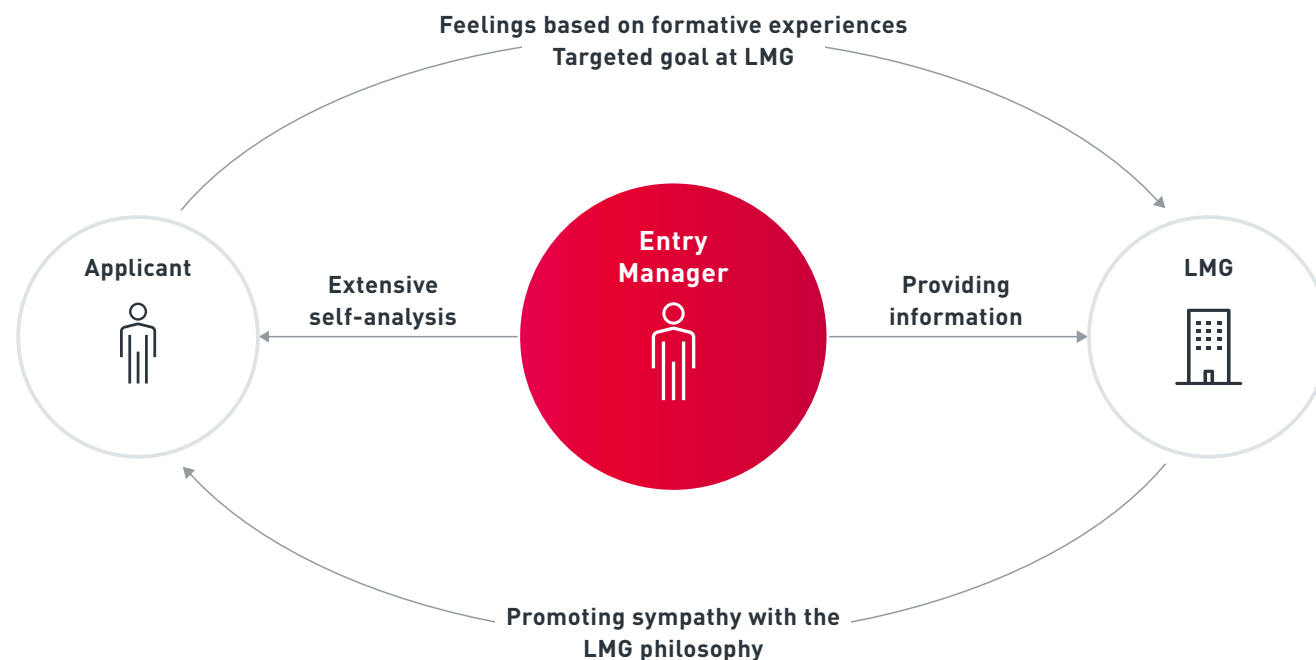 Feelings based on formative experiences
Targeted goal at LMG
Applicant
Extensive
self-analysis
Entry
Manager
Providing
information
LMG
Promoting sympathy with the
LMG philosophy